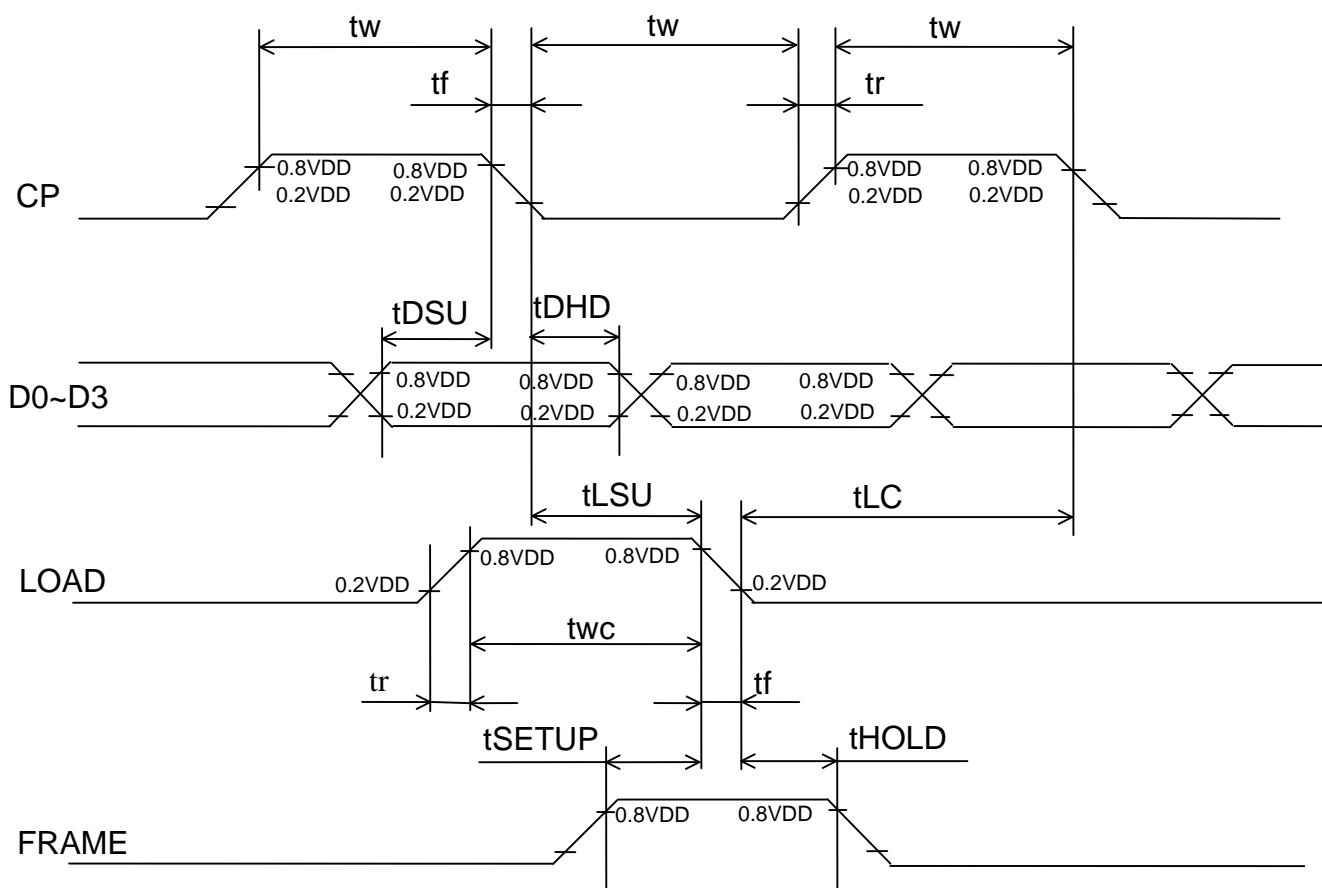 tw tw tw
tf tr
0.8VDD 0.8VDD 0.8VDD 0.8VDD
CP 0.2VDD 0.2VDD 0.2VDD 0.2VDD
tDSU tDHD
0.8VDD 0.8VDD 0.8VDD 0.8VDD
D0~D3 0.2VDD 0.2VDD 0.2VDD 0.2VDD
tLSU tLC
0.8VDD 0.8VDD
LOAD 0.2VDD 0.2VDD
twc
tr tf
tSETUP tHOLD
0.8VDD 0.8VDD
FRAME